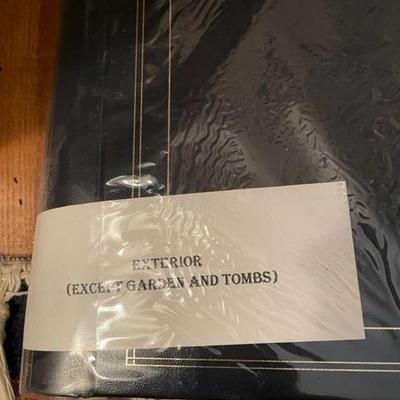 EXTERIOR
(EXCEPT GARDEN AND TOMBS)